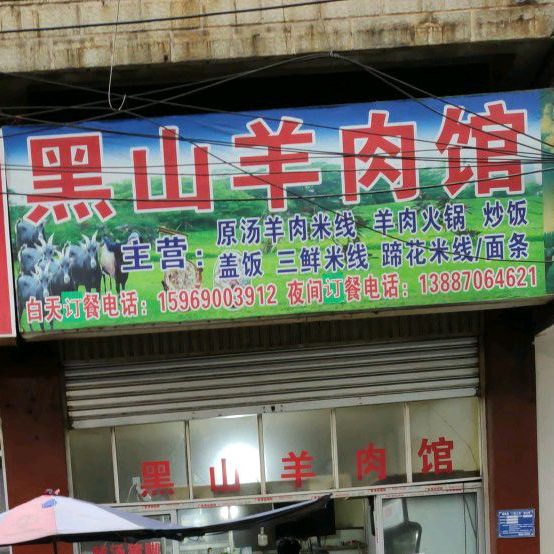 黑山羊肉馆
主营：
原汤羊肉米线 羊肉火锅 炒饭
盖饭 三鲜米线 蹄花米线/面条
白天订餐电话：15969003912 夜间订餐电话：13887064621
黑山羊肉馆